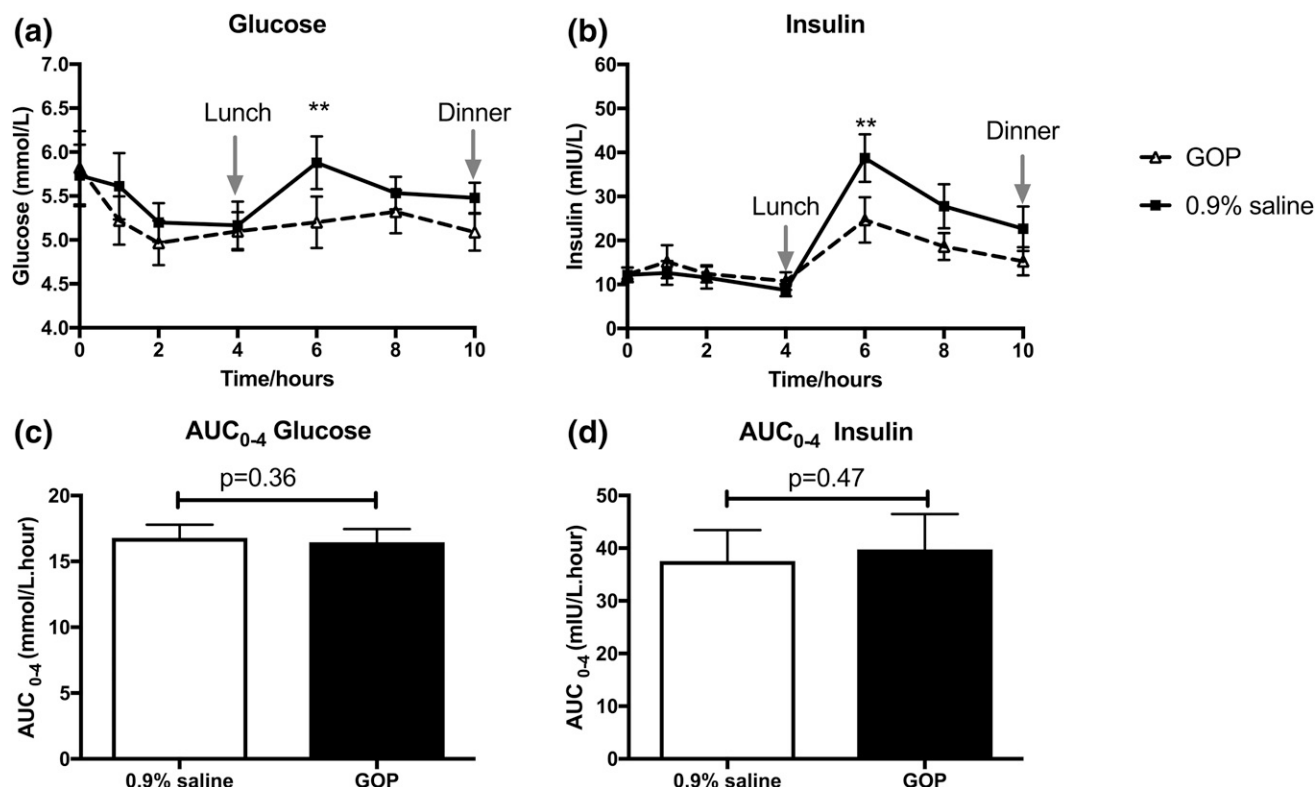 (a)
Glucose
Glucose (mmol/L)
7.0
6.5
6.0
5.5
5.0
4.5
4.0
Lunch
**
Dinner
0
2
4
6
8
10
Time/hours
(b)
Insulin
Insulin (mIU/L)
60
50
40
30
20
10
0
Lunch
**
Dinner
0
2
4
6
8
10
Time/hours
GOP
0.9% saline
(c)
AUC0-4 Glucose
p=0.36
AUC 0-4 (mmol/L.hour)
20
15
10
5
0
0.9% saline
GOP
(d)
AUC0-4 Insulin
p=0.47
AUC 0-4 (mIU/L.hour)
50
40
30
20
10
0
0.9% saline
GOP